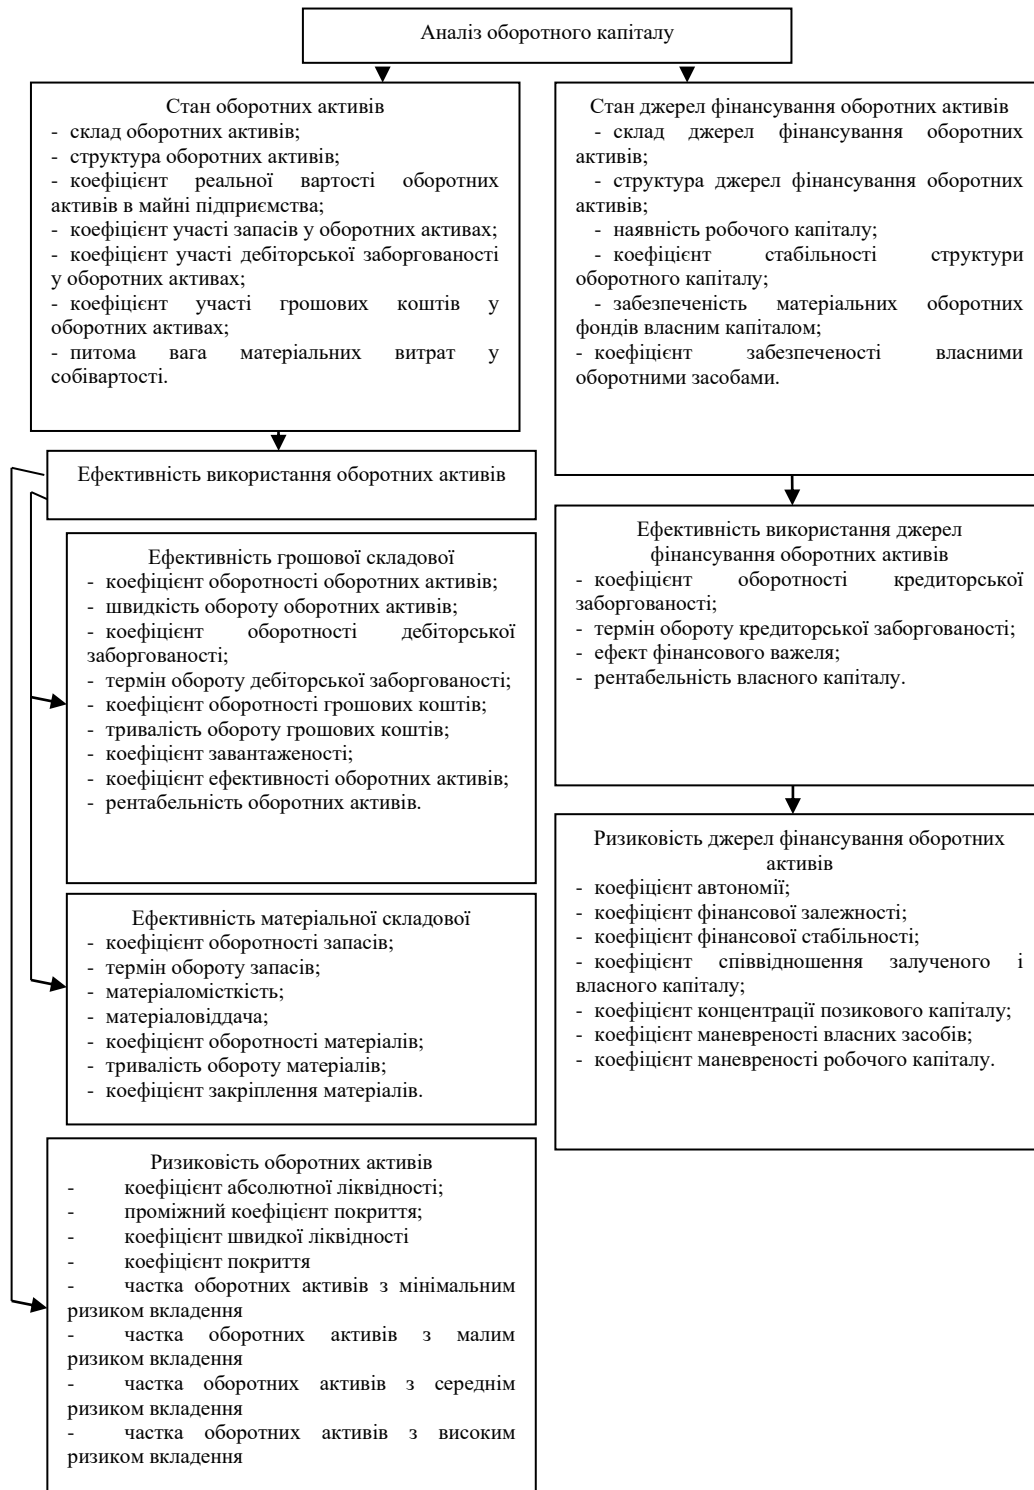 Аналіз оборотного капіталу
Стан оборотних активів
- склад оборотних активів;
- структура оборотних активів;
- коефіцієнт реальної вартості оборотних
активів в майні підприємства;
- коефіцієнт участі запасів у оборотних активах;
- коефіцієнт участі дебіторської заборгованості
у оборотних активах;
- коефіцієнт участі грошових коштів у
оборотних активах;
- питома вага матеріальних витрат у
собівартості.
Стан джерел фінансування оборотних активів
- склад джерел фінансування оборотних
активів;
- структура джерел фінансування оборотних
активів;
- наявність робочого капіталу;
- коефіцієнт стабільності структури
оборотного капіталу;
- забезпеченість матеріальних оборотних
фондів власним капіталом;
- коефіцієнт забезпеченості власними
оборотними засобами.
Ефективність використання оборотних активів
Ефективність грошової складової
- коефіцієнт оборотності оборотних активів;
- швидкість обороту оборотних активів;
- коефіцієнт оборотності дебіторської
заборгованості;
- термін обороту дебіторської заборгованості;
- коефіцієнт оборотності грошових коштів;
- тривалість обороту грошових коштів;
- коефіцієнт завантаженості;
- коефіцієнт ефективності оборотних активів;
- рентабельність оборотних активів.
Ефективність використання джерел
фінансування оборотних активів
- коефіцієнт оборотності кредиторської
заборгованості;
- термін обороту кредиторської заборгованості;
- ефект фінансового важеля;
- рентабельність власного капіталу.
Ефективність матеріальної складової
- коефіцієнт оборотності запасів;
- термін обороту запасів;
- матеріаломісткість;
- матеріаловіддача;
- коефіцієнт оборотності матеріалів;
- тривалість обороту матеріалів;
- коефіцієнт закріплення матеріалів.
Ризиковість джерел фінансування оборотних
активів
- коефіцієнт автономії;
- коефіцієнт фінансової залежності;
- коефіцієнт фінансової стабільності;
- коефіцієнт співвідношення залученого і
власного капіталу;
- коефіцієнт концентрації позикового капіталу;
- коефіцієнт маневреності власних засобів;
- коефіцієнт маневреності робочого капіталу.
Ризиковість оборотних активів
- коефіцієнт абсолютної ліквідності;
- проміжний коефіцієнт покриття;
- коефіцієнт швидкої ліквідності
- коефіцієнт покриття
- частка оборотних активів з мінімальним
ризиком вкладення
- частка оборотних активів з малим
ризиком вкладення
- частка оборотних активів з середнім
ризиком вкладення
- частка оборотних активів з високим
ризиком вкладення